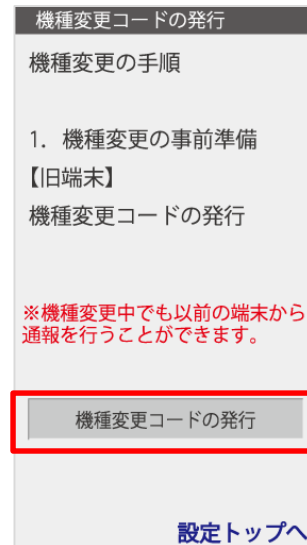 機種変更コードの発行
機種変更の手順
1. 機種変更の事前準備
【旧端末】
機種変更コードの発行
※機種変更中でも以前の端末から
通報を行うことができます。
機種変更コードの発行
設定トップへ